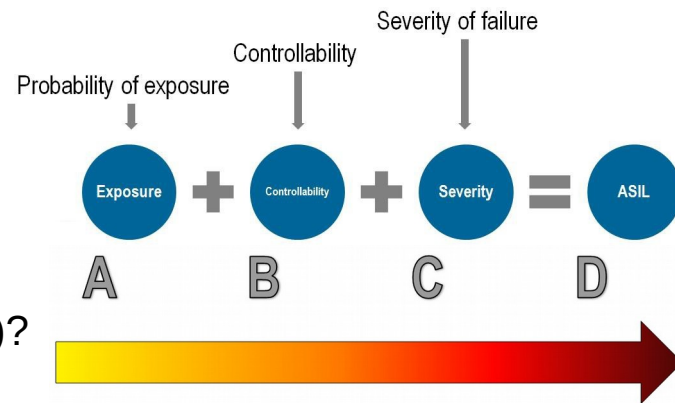 Severity of failure
Controllability
Probability of exposure
Exposure + Controllability + Severity = ASIL
A B C D
)?